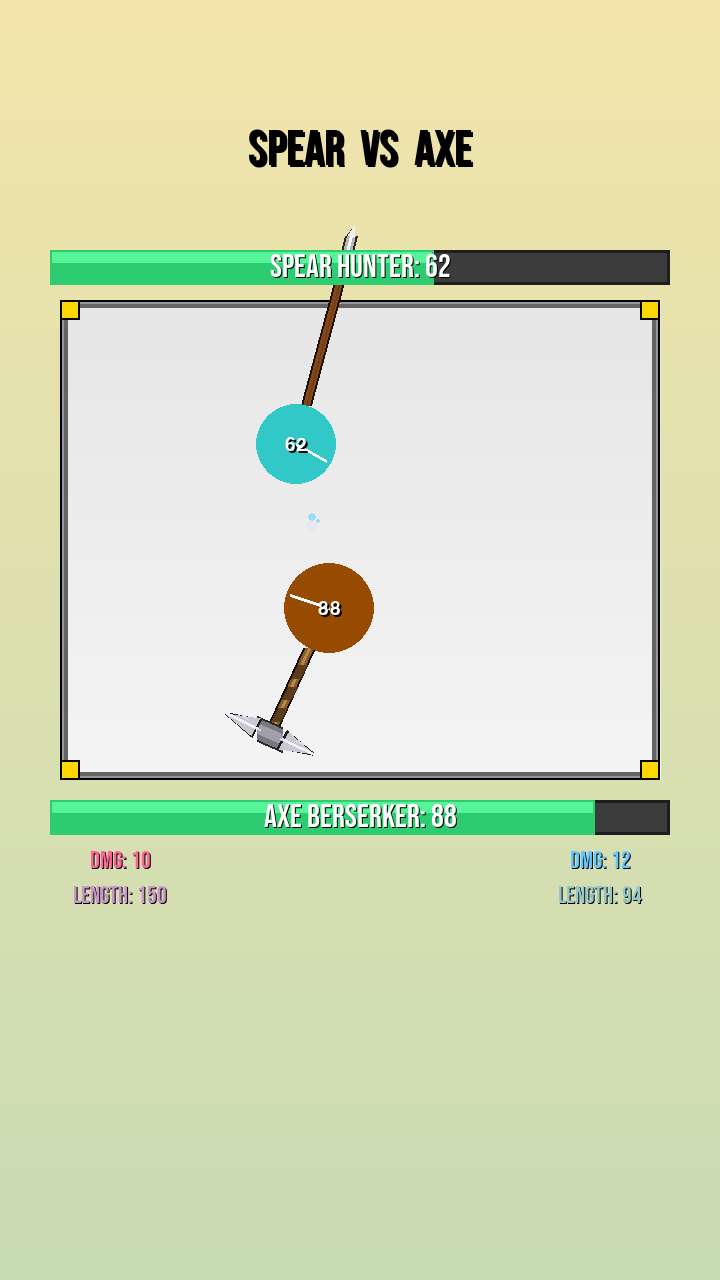 SPEAR VS AXE
SPEAR HUNTER: 62
62
88
AXE BERSERKER: 88
DMG: 10
DMG: 12
LENGTH: 150
LENGTH: 94